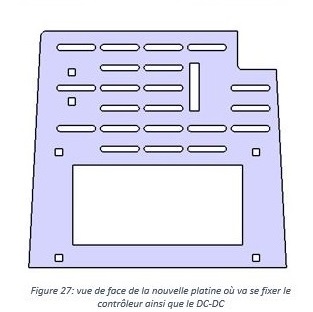 Figure 27: vue de face de la nouvelle platine où va se fixer le
contrôleur ainsi que le DC-DC